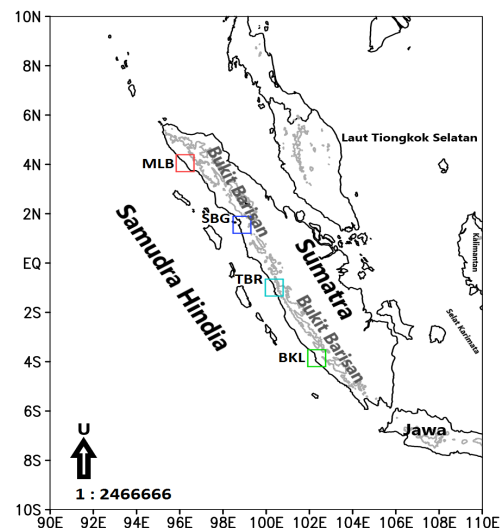 10N
8N
6N
4N
2N
EQ
2S
4S
6S
8S
10S
90E 92E 94E 96E 98E 100E 102E 104E 106E 108E 110E
Laut Tiongkok Selatan
MLB
Bukit Barisan
SBG
Samudra Hindia
Sumatra
Kalimantan
TBR
Bukit Barisan
Selat Karimata
BKL
Jawa
U
1 : 2466666